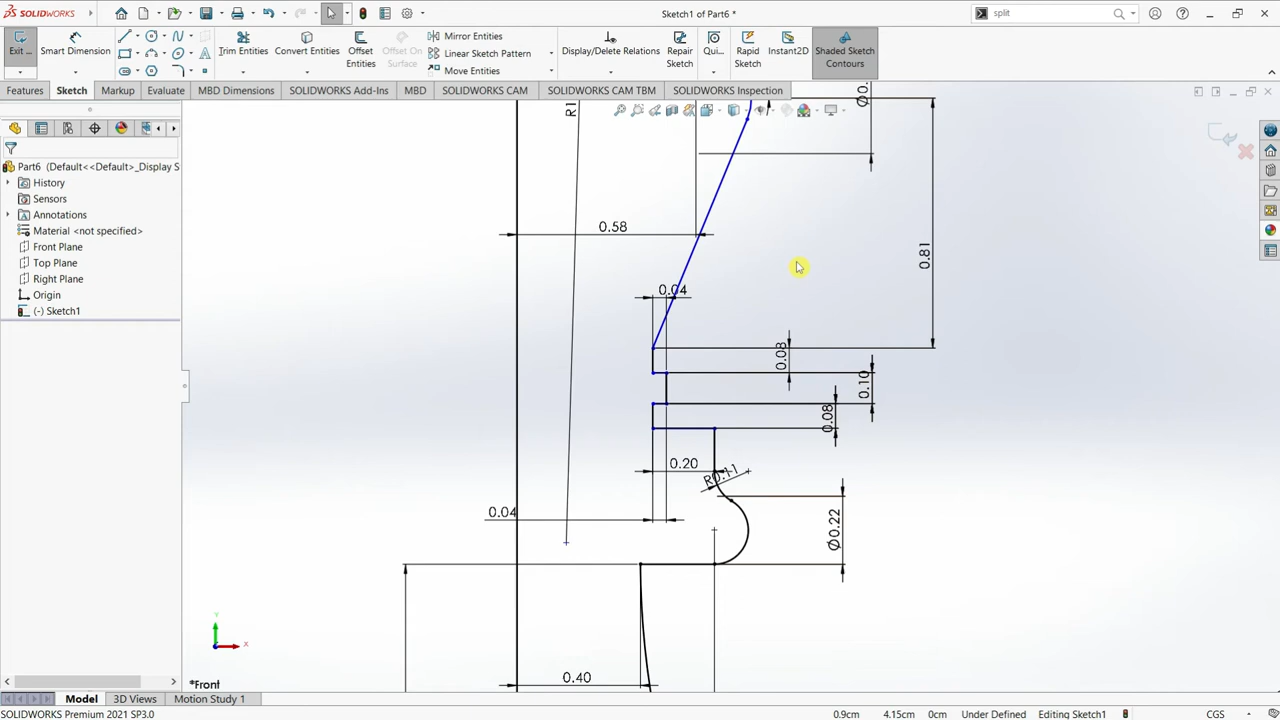 SOLIDWORKS
Sketch1 of Part6 *
split
Exit ...
Smart Dimension
Trim Entities
Convert Entities
Offset Entities
Offset On Surface
Mirror Entities
Linear Sketch Pattern
Move Entities
Display/Delete Relations
Repair Sketch
Qui...
Rapid Sketch
Instant2D
Shaded Sketch Contours
Features
Sketch
Markup
Evaluate
MBD Dimensions
SOLIDWORKS Add-Ins
MBD
SOLIDWORKS CAM
SOLIDWORKS CAM TBM
SOLIDWORKS Inspection
Part6 (Default<<Default>_Display S
History
Sensors
Annotations
Material <not specified>
Front Plane
Top Plane
Right Plane
Origin
(-) Sketch1
R1
Ø0.
0.58
0.81
0.04
0.08
0.10
0.08
0.20
R0.11
0.04
Ø0.22
0.40
Y
X
*Front
Model
3D Views
Motion Study 1
SOLIDWORKS Premium 2021 SP3.0
0.9cm
4.15cm
0cm
Under Defined
Editing Sketch1
CGS